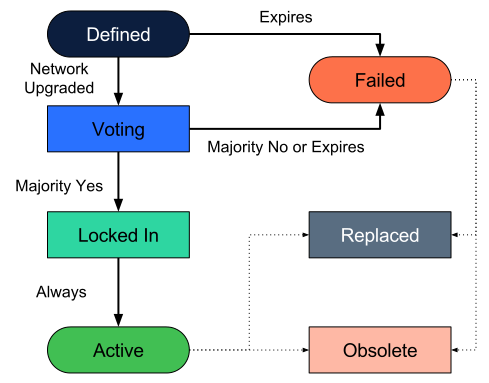 Defined
Expires
Network
Upgraded
Failed
Voting
Majority No or Expires
Majority Yes
Locked In
Replaced
Always
Active
Obsolete